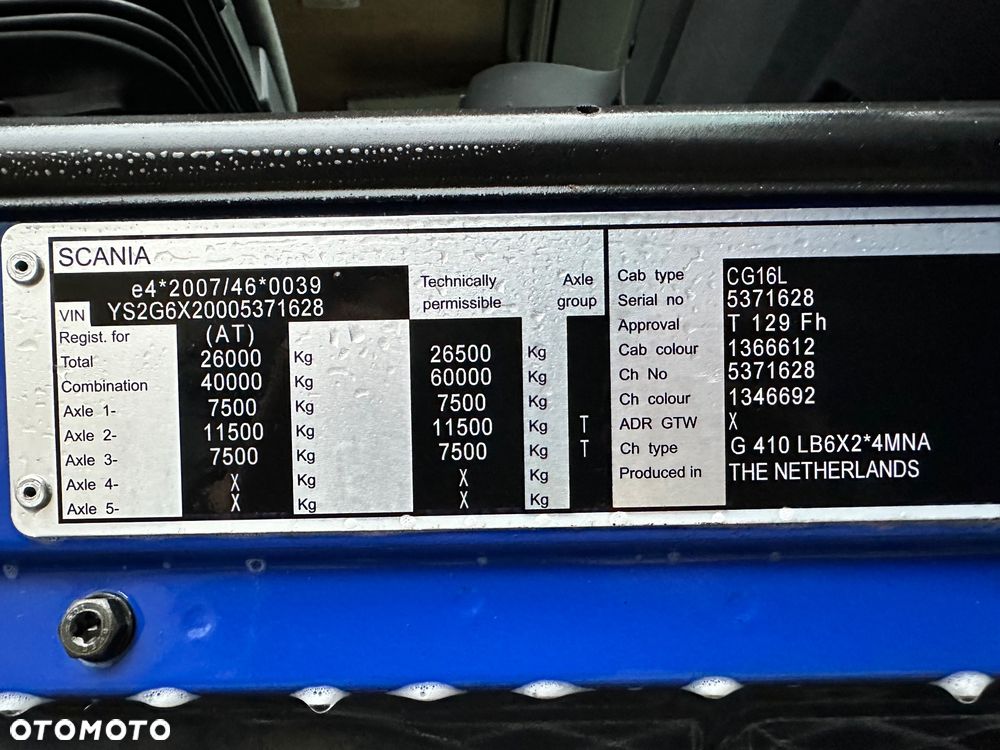 SCANIA
e4*2007/46*0039
VIN YS2G6X20005371628
Technically permissible
Axle group
Regist. for (AT)
Total 26000 Kg 26500 Kg
Combination 40000 Kg 60000 Kg
Axle 1- 7500 Kg 7500 Kg
Axle 2- 11500 Kg 11500 Kg T
Axle 3- 7500 Kg 7500 Kg T
Axle 4- X Kg X Kg
Axle 5- X Kg X Kg
Cab type CG16L
Serial no 5371628
Approval T 129 Fh
Cab colour 1366612
Ch No 5371628
Ch colour 1346692
ADR GTW X
Ch type G 410 LB6X2*4MNA
Produced in THE NETHERLANDS
OTOMOTO